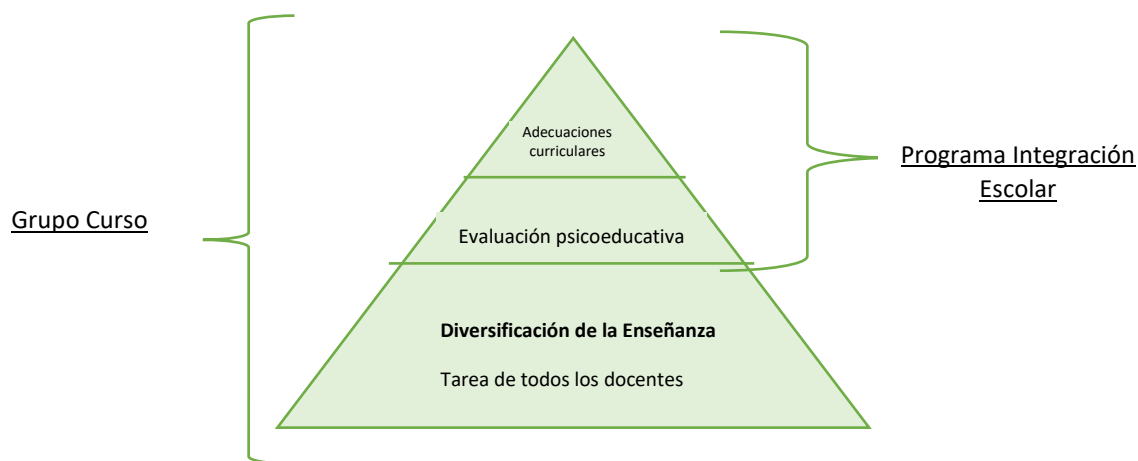 Adecuaciones
curriculares
Programa Integración
Escolar
Grupo Curso
Evaluación psicoeducativa
Diversificación de la Enseñanza
Tarea de todos los docentes